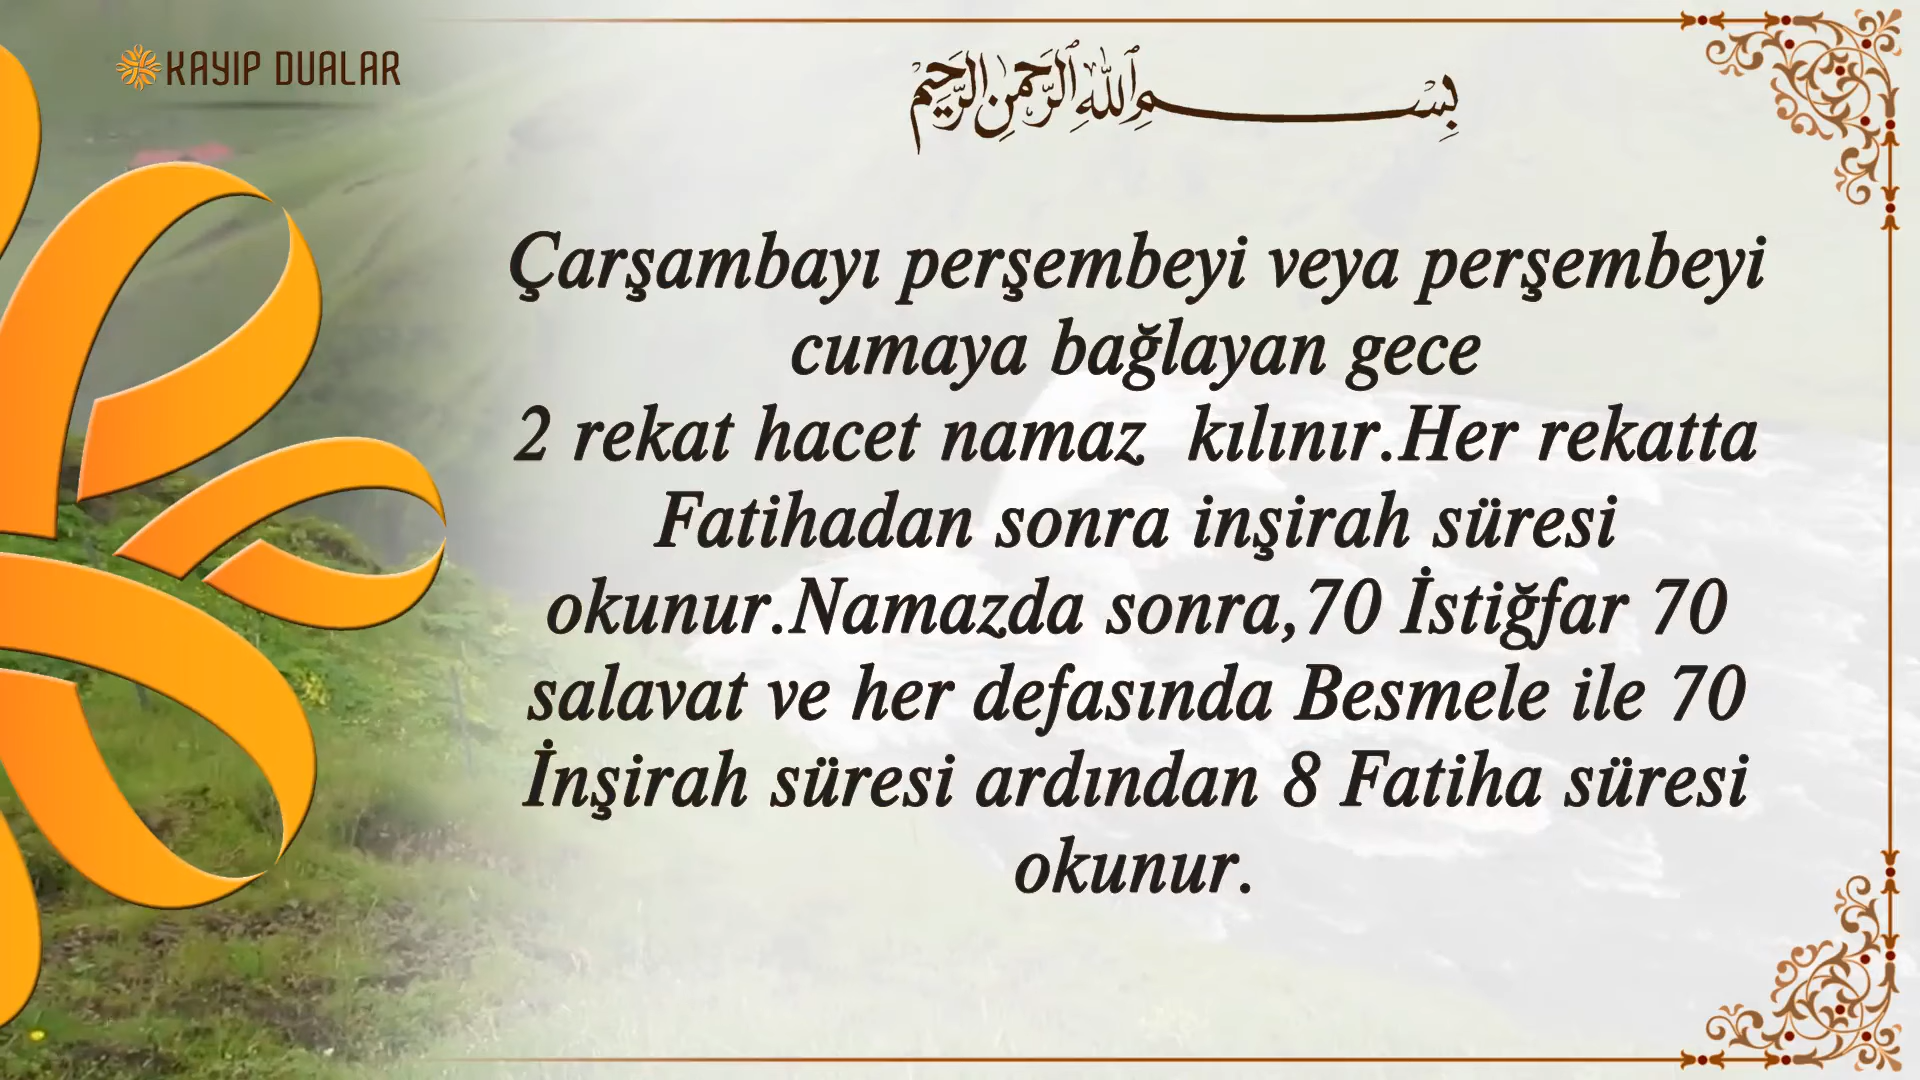 KAYIP DUALAR
بِسْمِ اللهِ الرَّحْمٰنِ الرَّحِيمِ
Çarşambayı perşembeyi veya perşembeyi
cumaya bağlayan gece
2 rekat hacet namaz kılınır.Her rekatta
Fatihadan sonra inşirah süresi
okunur.Namazda sonra,70 İstiğfar 70
salavat ve her defasında Besmele ile 70
İnşirah süresi ardından 8 Fatiha süresi
okunur.